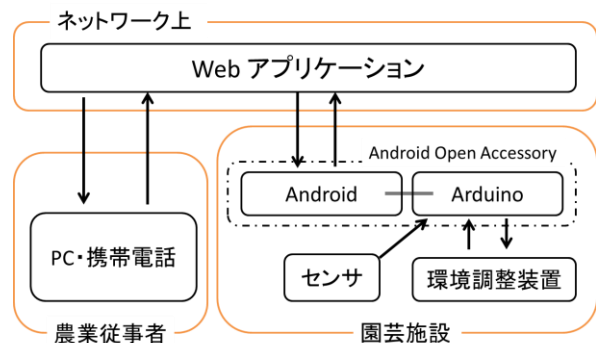 ネットワーク上
Web アプリケーション
Android Open Accessory
Android
Arduino
PC・携帯電話
センサ
環境調整装置
農業従事者
園芸施設